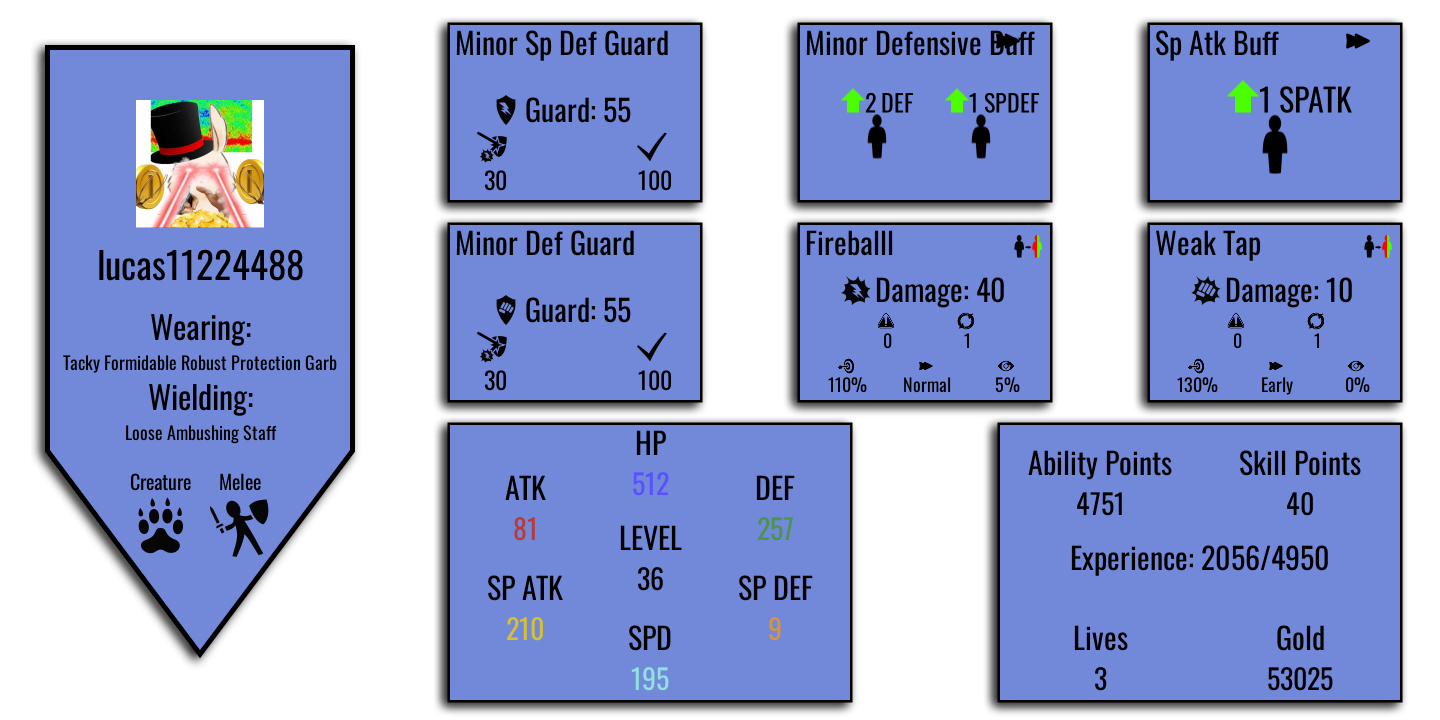 lucas11224488
Wearing:
Tacky Formidable Robust Protection Garb
Wielding:
Loose Ambushing Staff
Creature Melee
Minor Sp Def Guard
Guard: 55
30 100
Minor Defensive Buff
2 DEF 1 SPDEF
Sp Atk Buff
1 SPATK
Minor Def Guard
Guard: 55
30 100
Fireballl
Damage: 40
0 1
110% Normal 5%
Weak Tap
Damage: 10
0 1
130% Early 0%
HP
512
ATK
81
DEF
257
LEVEL
36
SP ATK
210
SP DEF
9
SPD
195
Ability Points
4751
Skill Points
40
Experience: 2056/4950
Lives
3
Gold
53025